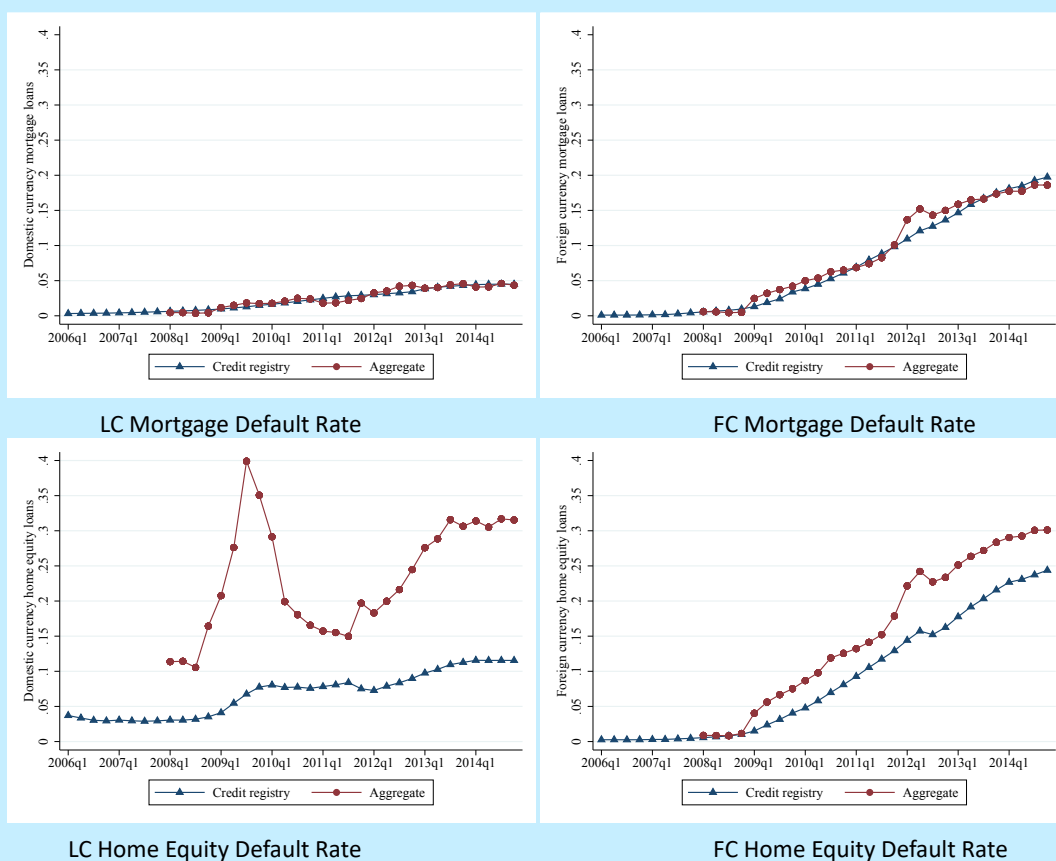 Domestic currency mortgage loans
.4
.35
.3
.25
.2
.15
.1
.05
0
2006q1 2007q1 2008q1 2009q1 2010q1 2011q1 2012q1 2013q1 2014q1
Credit registry Aggregate
LC Mortgage Default Rate
Foreign currency mortgage loans
.4
.35
.3
.25
.2
.15
.1
.05
0
2006q1 2007q1 2008q1 2009q1 2010q1 2011q1 2012q1 2013q1 2014q1
Credit registry Aggregate
FC Mortgage Default Rate
Domestic currency home equity loans
.4
.35
.3
.25
.2
.15
.1
.05
0
2006q1 2007q1 2008q1 2009q1 2010q1 2011q1 2012q1 2013q1 2014q1
Credit registry Aggregate
LC Home Equity Default Rate
Foreign currency home equity loans
.4
.35
.3
.25
.2
.15
.1
.05
0
2006q1 2007q1 2008q1 2009q1 2010q1 2011q1 2012q1 2013q1 2014q1
Credit registry Aggregate
FC Home Equity Default Rate